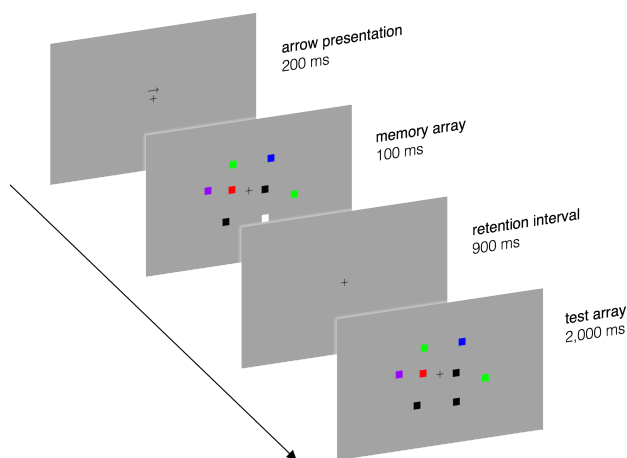 arrow presentation
200 ms
memory array
100 ms
retention interval
900 ms
test array
2,000 ms